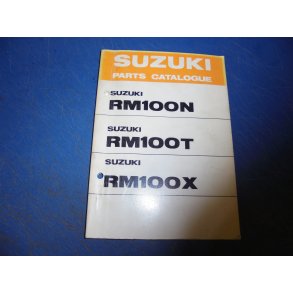 SUZUKI
PARTS CATALOGUE
SUZUKI
RM100N
SUZUKI
RM100T
SUZUKI
RM100X